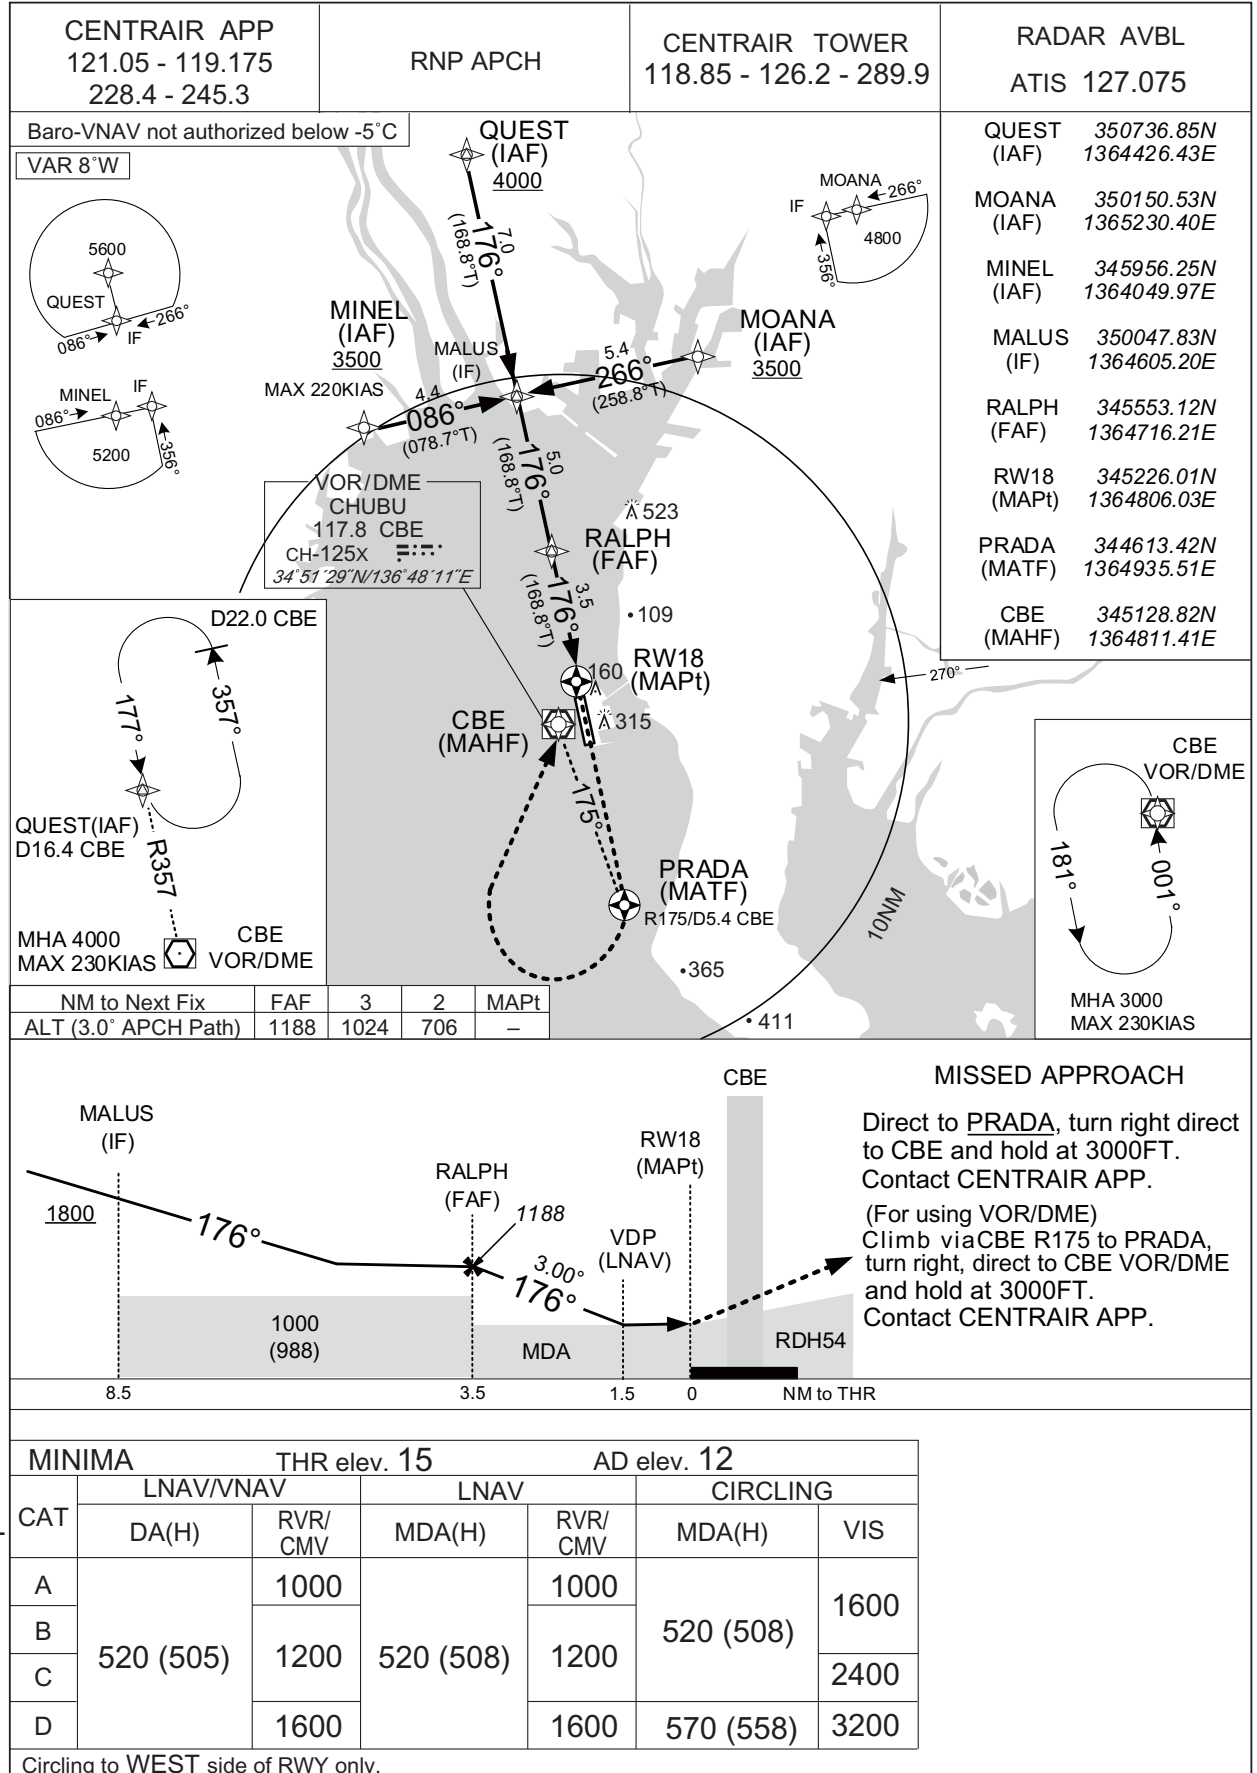 CENTRAIR APP
121.05 - 119.175
228.4 - 245.3
RNP APCH
CENTRAIR TOWER
118.85 - 126.2 - 289.9
RADAR AVBL
ATIS 127.075
Baro-VNAV not authorized below -5˚C
VAR 8˚W
5600
QUEST
086°
IF
266°
MINEL
IF
086°
5200
356°
QUEST
(IAF)
4000
7.0
176°
(168.8°T)
MOANA
266°
IF
4800
356°
MINEL
(IAF)
3500
MAX 220KIAS
MALUS
(IF)
MOANA
(IAF)
3500
4.4
086°
(078.7°T)
5.4
266°
(258.8°T)
5.0
176°
(168.8°T)
VOR/DME
CHUBU
117.8 CBE
CH-125X
34˚51´29˝N/136˚48´11˝E
523
RALPH
(FAF)
3.5
176°
(168.8°T)
109
160
RW18
(MAPt)
315
CBE
(MAHF)
175°
PRADA
(MATF)
R175/D5.4 CBE
365
411
10NM
270°
QUEST 350736.85N
(IAF) 1364426.43E
MOANA 350150.53N
(IAF) 1365230.40E
MINEL 345956.25N
(IAF) 1364049.97E
MALUS 350047.83N
(IF) 1364605.20E
RALPH 345553.12N
(FAF) 1364716.21E
RW18 345226.01N
(MAPt) 1364806.03E
PRADA 344613.42N
(MATF) 1364935.51E
CBE 345128.82N
(MAHF) 1364811.41E
D22.0 CBE
177°
357°
QUEST(IAF)
D16.4 CBE
R357
MHA 4000
MAX 230KIAS
CBE
VOR/DME
CBE
VOR/DME
181°
001°
MHA 3000
MAX 230KIAS
NM to Next Fix FAF 3 2 MAPt
ALT (3.0˚ APCH Path) 1188 1024 706 –
MALUS
(IF)
1800
176°
RALPH
(FAF)
1188
3.00°
176°
VDP
(LNAV)
RW18
(MAPt)
CBE
1000
(988)
MDA
RDH54
8.5 3.5 1.5 0 NM to THR
MISSED APPROACH
Direct to PRADA, turn right direct
to CBE and hold at 3000FT.
Contact CENTRAIR APP.
(For using VOR/DME)
Climb viaCBE R175 to PRADA,
turn right, direct to CBE VOR/DME
and hold at 3000FT.
Contact CENTRAIR APP.
MINIMA THR elev. 15 AD elev. 12
CAT LNAV/VNAV LNAV CIRCLING
DA(H) RVR/CMV MDA(H) RVR/CMV MDA(H) VIS
A 520 (505) 1000 520 (508) 1000 520 (508) 1600
B 1200 1200
C 2400
D 1600 1600 570 (558) 3200
Circling to WEST side of RWY only.